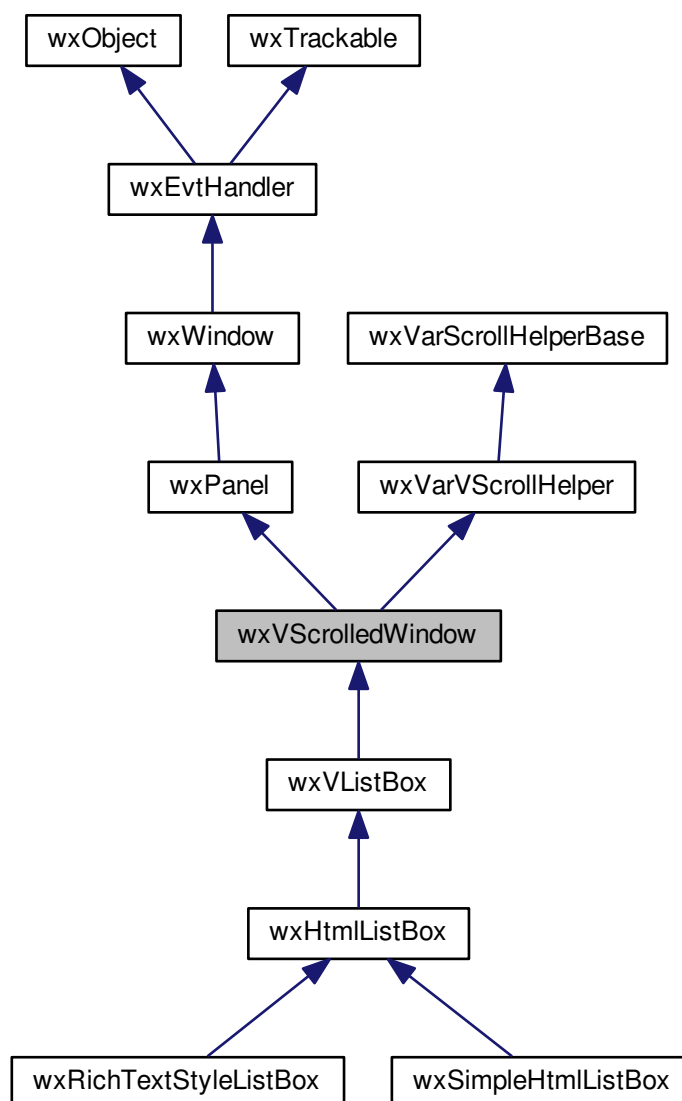 wxObject
wxTrackable
wxEvtHandler
wxWindow
wxVarScrollHelperBase
wxPanel
wxVarVScrollHelper
wxVScrolledWindow
wxVListBox
wxHtmlListBox
wxRichTextStyleListBox
wxSimpleHtmlListBox